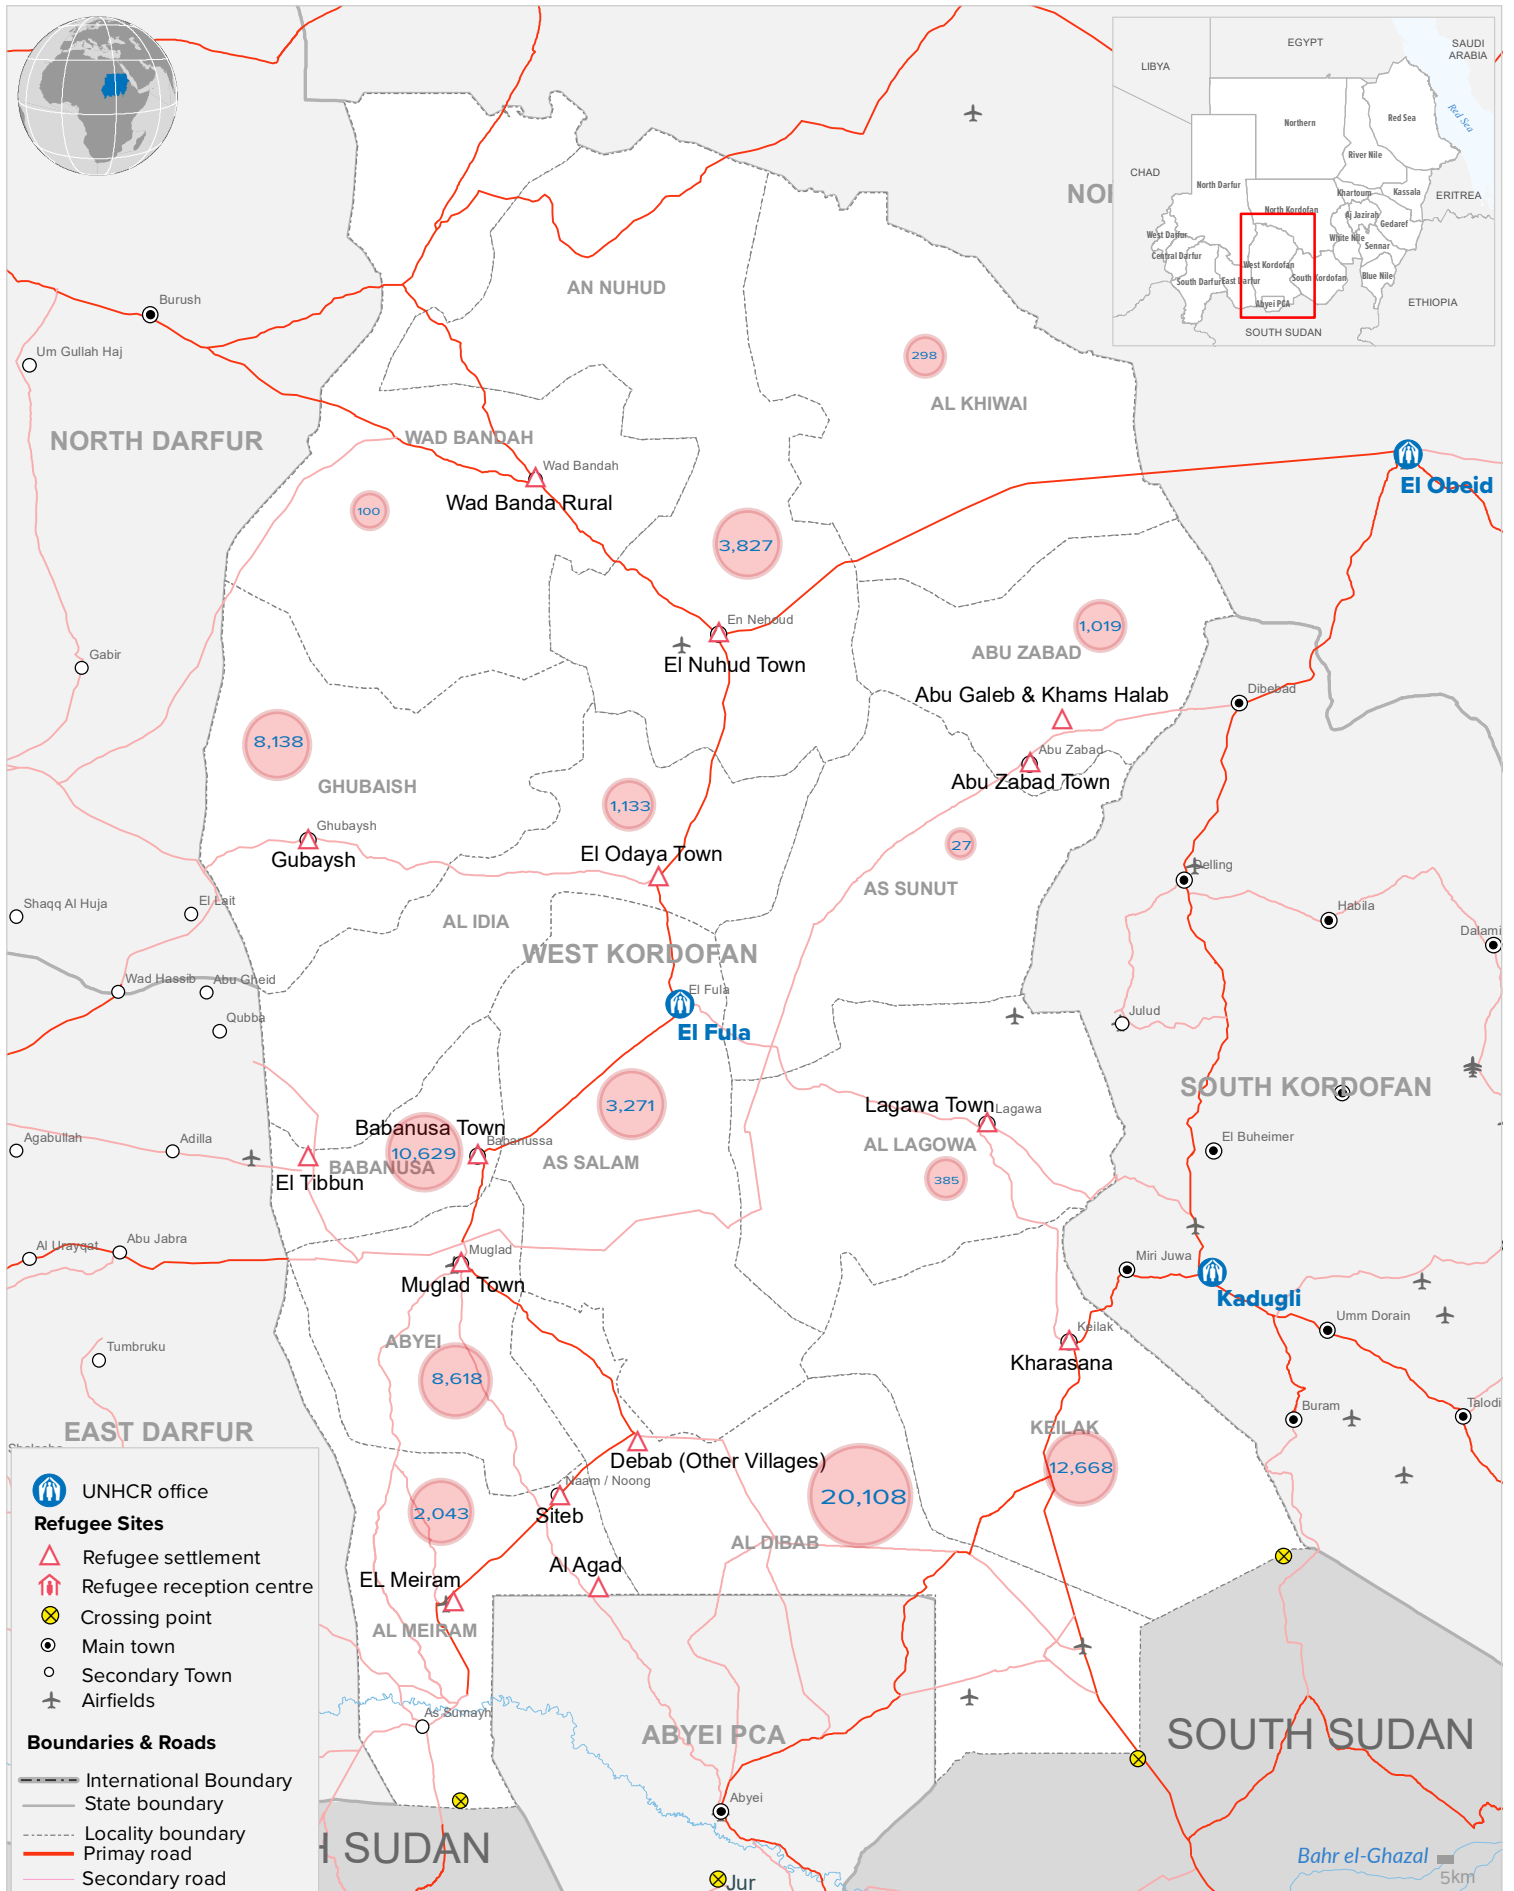 EGYPT
SAUDI
ARABIA
LIBYA
Red Sea
Northern
Red Sea
River Nile
CHAD
North Darfur
Khartoum
Kassala
ERITREA
North Kordofan
Aj Jazirah
Gedaref
West Darfur
White Nile
Sennar
Central Darfur
West Kordofan
South Kordofan
Blue Nile
South Darfur
East Darfur
Abyei PCA
ETHIOPIA
SOUTH SUDAN
NOR
AN NUHUD
Burush
Um Gullah Haj
298
AL KHIWAI
NORTH DARFUR
WAD BANDAH
Wad Bandah
Wad Banda Rural
El Obeid
100
3,827
En Nehoud
El Nuhud Town
1,019
ABU ZABAD
Gabir
Abu Galeb & Khams Halab
Dibebad
8,138
Abu Zabad
Abu Zabad Town
GHUBAISH
1,133
Ghubaysh
Gubaysh
El Odaya Town
27
Delling
AS SUNUT
Shaqq Al Huja
El Lait
AL IDIA
Habila
Dalami
WEST KORDOFAN
Wad Hassib
Abu Gheid
El Fula
El Fula
Qubba
Julud
SOUTH KORDOFAN
3,271
Lagawa Town
Lagawa
Babanusa Town
10,629
Babanussa
Agabullah
Adilla
BABANUSA
El Tibbun
AS SALAM
AL LAGOWA
El Buheimer
385
Al Urayqat
Abu Jabra
Muglad
Muglad Town
Miri Juwa
Kadugli
ABYEI
Keilak
Kharasana
Umm Dorain
Tumbruku
8,618
Buram
Talodi
EAST DARFUR
KEILAK
Debab (Other Villages)
12,668
Naam / Noong
Siteb
20,108
2,043
AL DIBAB
Al Agad
EL Meiram
AL MEIRAM
As Sumayh
ABYEI PCA
SOUTH SUDAN
Abyei
H SUDAN
Jur
Bahr el-Ghazal
5km
UNHCR office
Refugee Sites
Refugee settlement
Refugee reception centre
Crossing point
Main town
Secondary Town
Airfields
Boundaries & Roads
International Boundary
State boundary
Locality boundary
Primay road
Secondary road